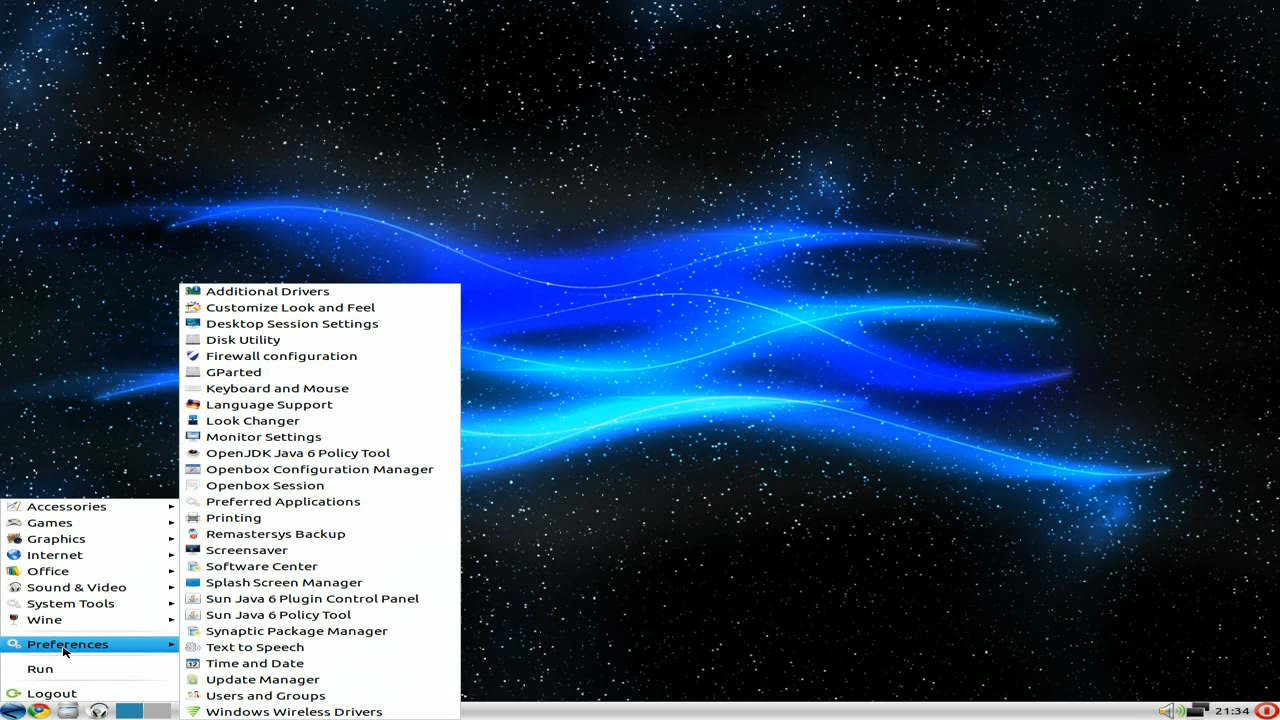 Additional Drivers
Customize Look and Feel
Desktop Session Settings
Disk Utility
Firewall configuration
GParted
Keyboard and Mouse
Language Support
Look Changer
Monitor Settings
OpenJDK Java 6 Policy Tool
Openbox Configuration Manager
Openbox Session
Preferred Applications
Printing
Remastersys Backup
Screensaver
Software Center
Splash Screen Manager
Sun Java 6 Plugin Control Panel
Sun Java 6 Policy Tool
Synaptic Package Manager
Text to Speech
Time and Date
Update Manager
Users and Groups
Windows Wireless Drivers
Accessories
Games
Graphics
Internet
Office
Sound & Video
System Tools
Wine
Preferences
Run
Logout
21:34